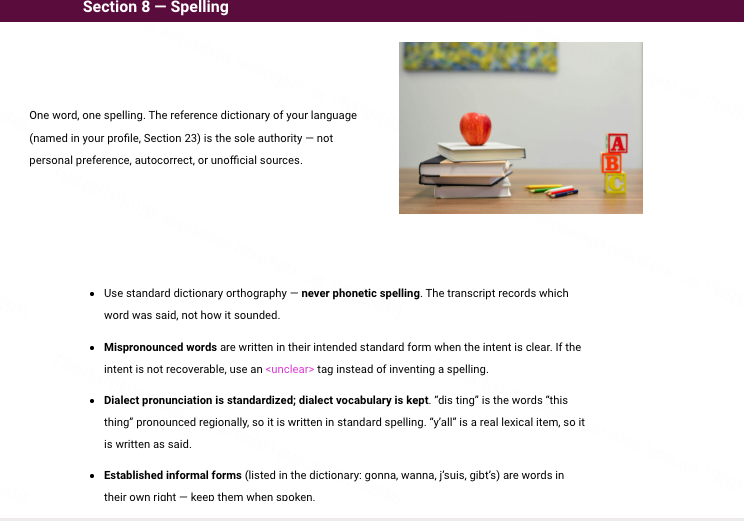 Section 8 — Spelling
One word, one spelling. The reference dictionary of your language
(named in your profile, Section 23) is the sole authority — not
personal preference, autocorrect, or unofficial sources.
A
B
C
• Use standard dictionary orthography — never phonetic spelling. The transcript records which
word was said, not how it sounded.
• Mispronounced words are written in their intended standard form when the intent is clear. If the
intent is not recoverable, use an <unclear> tag instead of inventing a spelling.
• Dialect pronunciation is standardized; dialect vocabulary is kept. “dis ting” is the words “this
thing” pronounced regionally, so it is written in standard spelling. “y’all” is a real lexical item, so it
is written as said.
• Established informal forms (listed in the dictionary: gonna, wanna, j’suis, gibt’s) are words in
their own right — keep them when spoken.